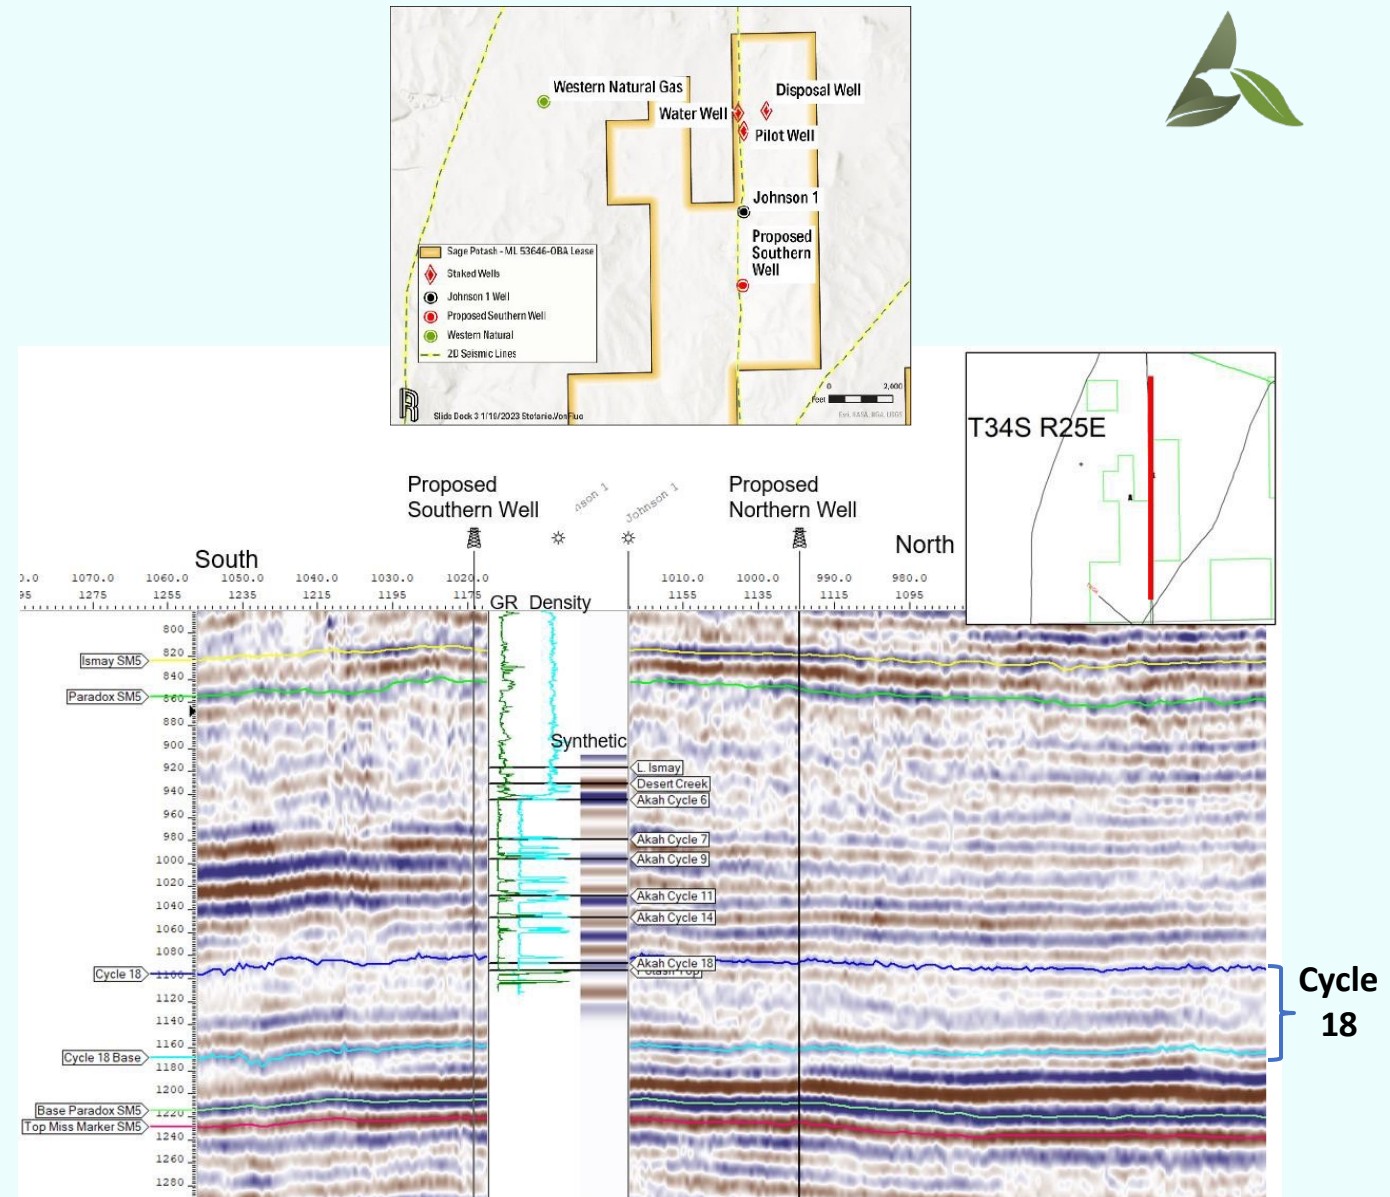 Western Natural Gas
Disposal Well
Water Well
Pilot Well
Johnson 1
Proposed
Southern
Well
Sage Potash - ML 53646-OBA Lease
Staked Wells
Johnson 1 Well
Proposed Southern Well
Western Natural
2D Seismic Lines
0 2,000
Feet
T34S R25E
Proposed
Southern Well
Johnson 1
Proposed
Northern Well
South
North
1070.0 1060.0 1050.0 1040.0 1030.0 1020.0 1010.0 1000.0 990.0 980.0
1275 1255 1235 1215 1195 1175 1155 1135 1115 1095
GR Density
800
820
Ismay SM5
840
Paradox SM5
860
880
900
Synthetic
920
L. Ismay
Desert Creek
940
Akah Cycle 6
960
980
Akah Cycle 7
1000
Akah Cycle 9
1020
Akah Cycle 11
1040
Akah Cycle 14
1060
1080
Akah Cycle 18
Potash Top
Cycle 18
1100
Cycle
18
1120
1140
1160
Cycle 18 Base
1180
1200
Base Paradox SM5
1220
Top Miss Marker SM5
1240
1260
1280